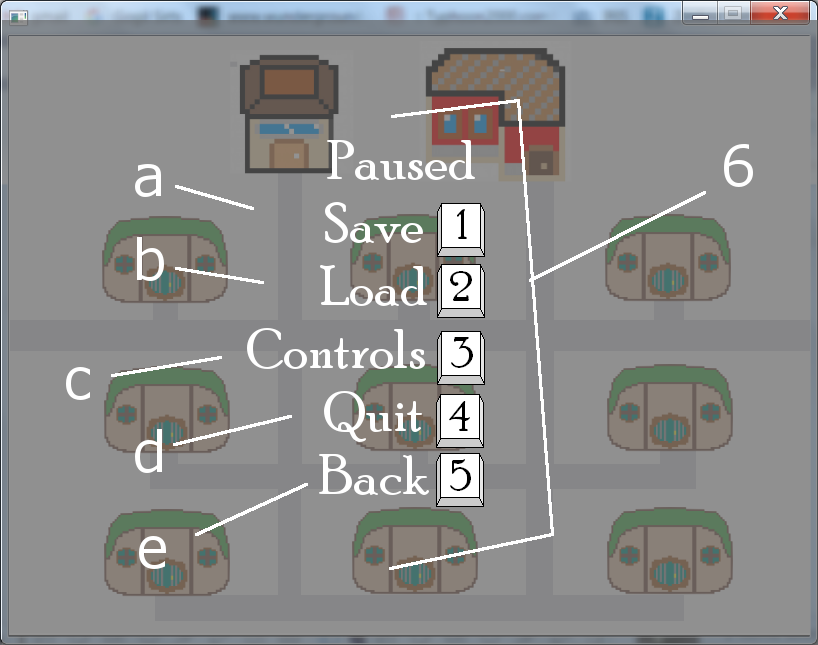 Paused
6
a
Save 1
b
Load 2
Controls 3
c
Quit 4
d
Back 5
e